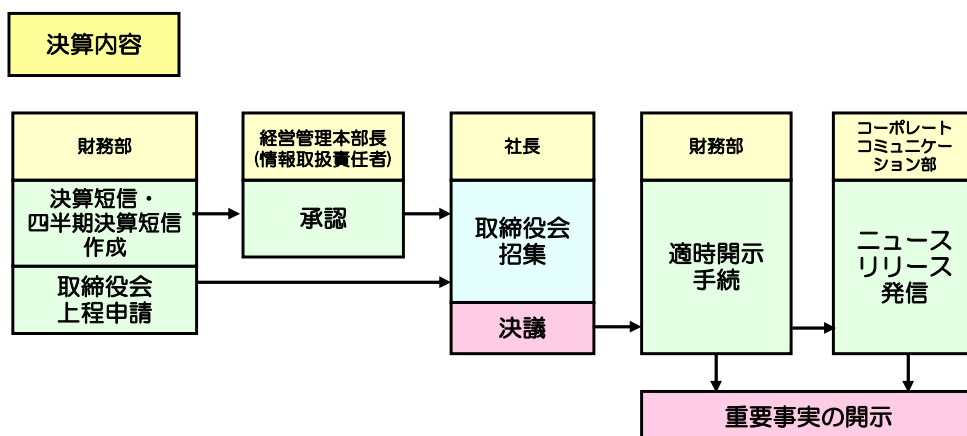 決算内容
財務部
決算短信・
四半期決算短信
作成
取締役会
上程申請
経営管理本部長
(情報取扱責任者)
承認
社長
取締役会
招集
決議
財務部
適時開示
手続
コーポレート
コミュニケー
ション部
ニュース
リリース
発信
重要事実の開示